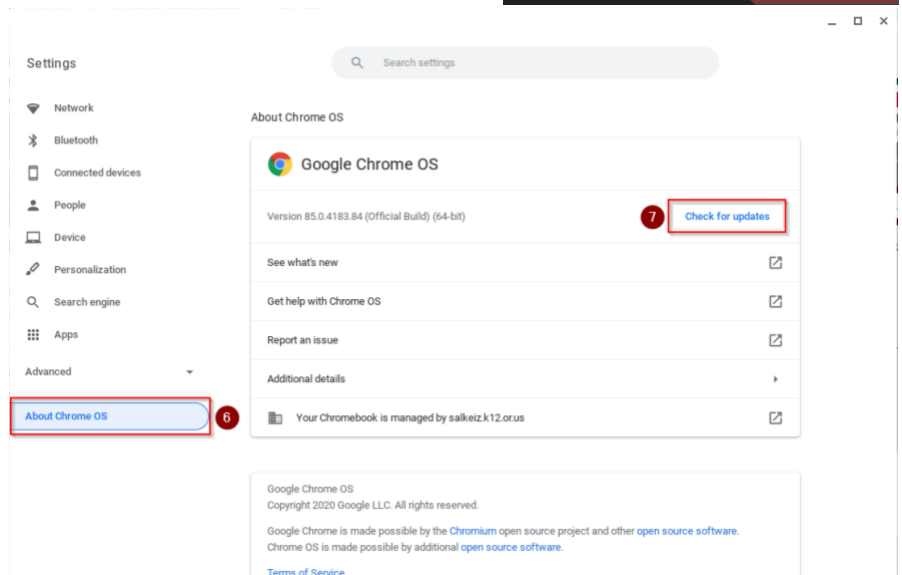 Settings
Search settings
Network
Bluetooth
Connected devices
People
Device
Personalization
Search engine
Apps
Advanced
About Chrome OS
6
About Chrome OS
Google Chrome OS
Version 85.0.4183.84 (Official Build) (64-bit)
7
Check for updates
See what's new
Get help with Chrome OS
Report an issue
Additional details
Your Chromebook is managed by salkeiz.k12.or.us
Google Chrome OS
Copyright 2020 Google LLC. All rights reserved.
Google Chrome is made possible by the Chromium open source project and other open source software.
Chrome OS is made possible by additional open source software.
Terms of Service